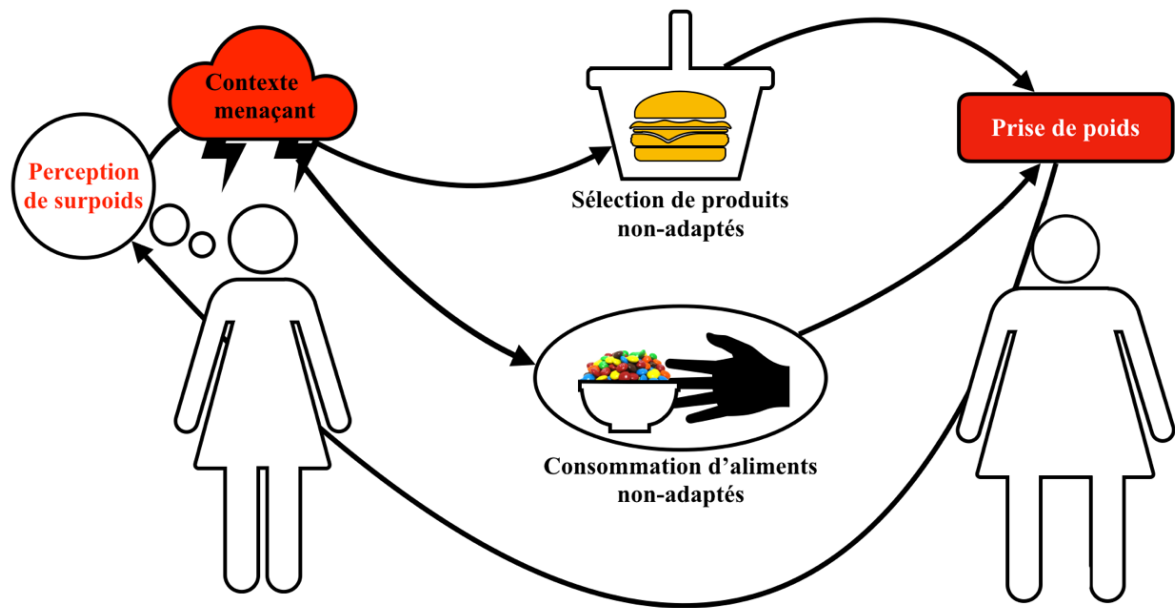 Contexte
menaçant
Perception
de surpoids
Sélection de produits
non-adaptés
Prise de poids
Consommation d’aliments
non-adaptés